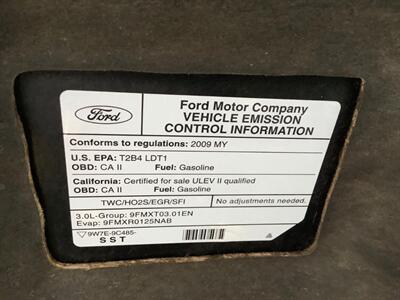 Ford
Ford Motor Company
VEHICLE EMISSION
CONTROL INFORMATION
Conforms to regulations: 2009 MY
U.S. EPA: T2B4 LDT1
OBD: CA II Fuel: Gasoline
California: Certified for sale ULEV II qualified
OBD: CA II Fuel: Gasoline
TWC/HO2S/EGR/SFI No adjustments needed.
3.0L-Group: 9FMXT03.01EN
Evap: 9FMXR0125NAB
9W7E-9C485-
SST